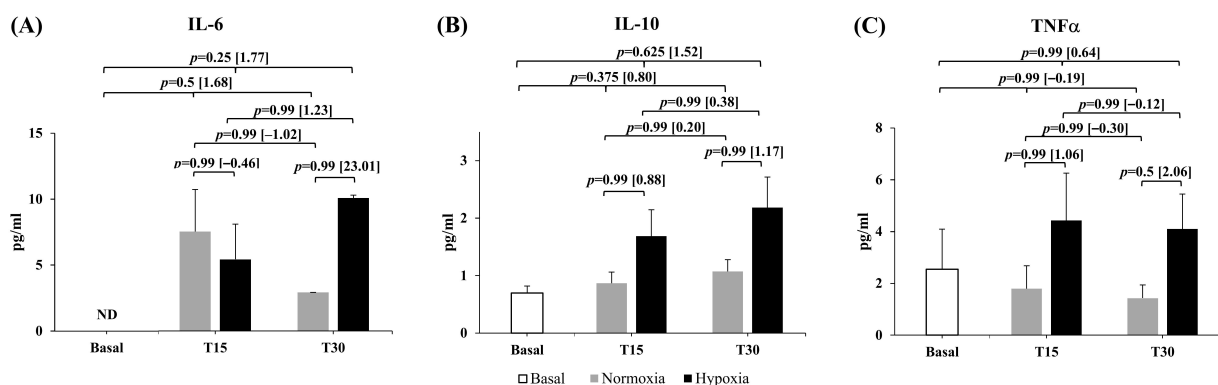 (A)
IL-6
p=0.25 [1.77]
p=0.5 [1.68]
p=0.99 [1.23]
p=0.99 [−1.02]
p=0.99 [−0.46]
p=0.99 [23.01]
15
10
5
0
pg/ml
ND
Basal
T15
T30
(B)
IL-10
p=0.625 [1.52]
p=0.375 [0.80]
p=0.99 [0.38]
p=0.99 [0.20]
p=0.99 [1.17]
p=0.99 [0.88]
3
2
1
0
pg/ml
Basal
T15
T30
(C)
TNFα
p=0.99 [0.64]
p=0.99 [−0.19]
p=0.99 [−0.12]
p=0.99 [−0.30]
p=0.99 [1.06]
p=0.5 [2.06]
8
6
4
2
0
pg/ml
Basal
T15
T30
Basal Normoxia Hypoxia